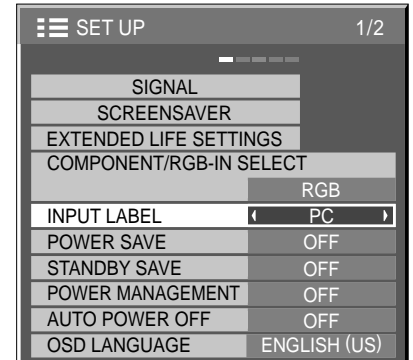 SET UP 1/2
SIGNAL
SCREENSAVER
EXTENDED LIFE SETTINGS
COMPONENT/RGB-IN SELECT
RGB
INPUT LABEL PC
POWER SAVE OFF
STANDBY SAVE OFF
POWER MANAGEMENT OFF
AUTO POWER OFF OFF
OSD LANGUAGE ENGLISH (US)